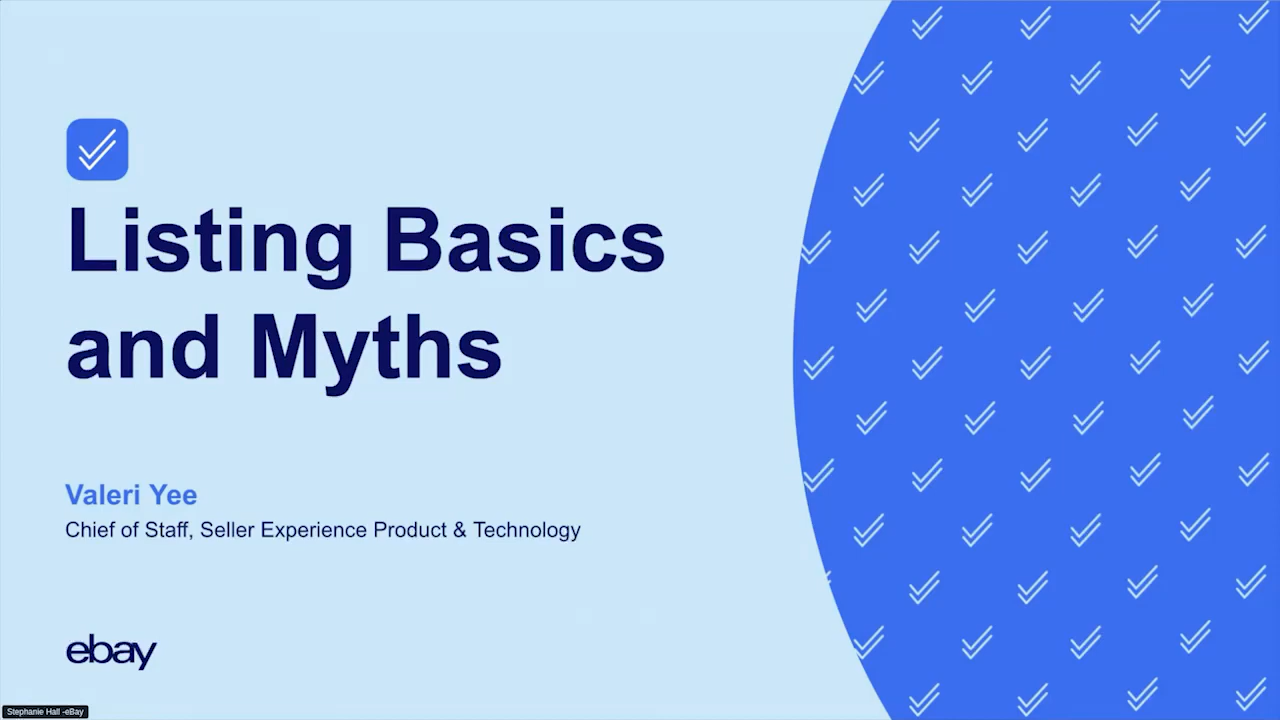 Listing Basics
and Myths
Valeri Yee
Chief of Staff, Seller Experience Product & Technology
ebay
Stephanie Hall -eBay